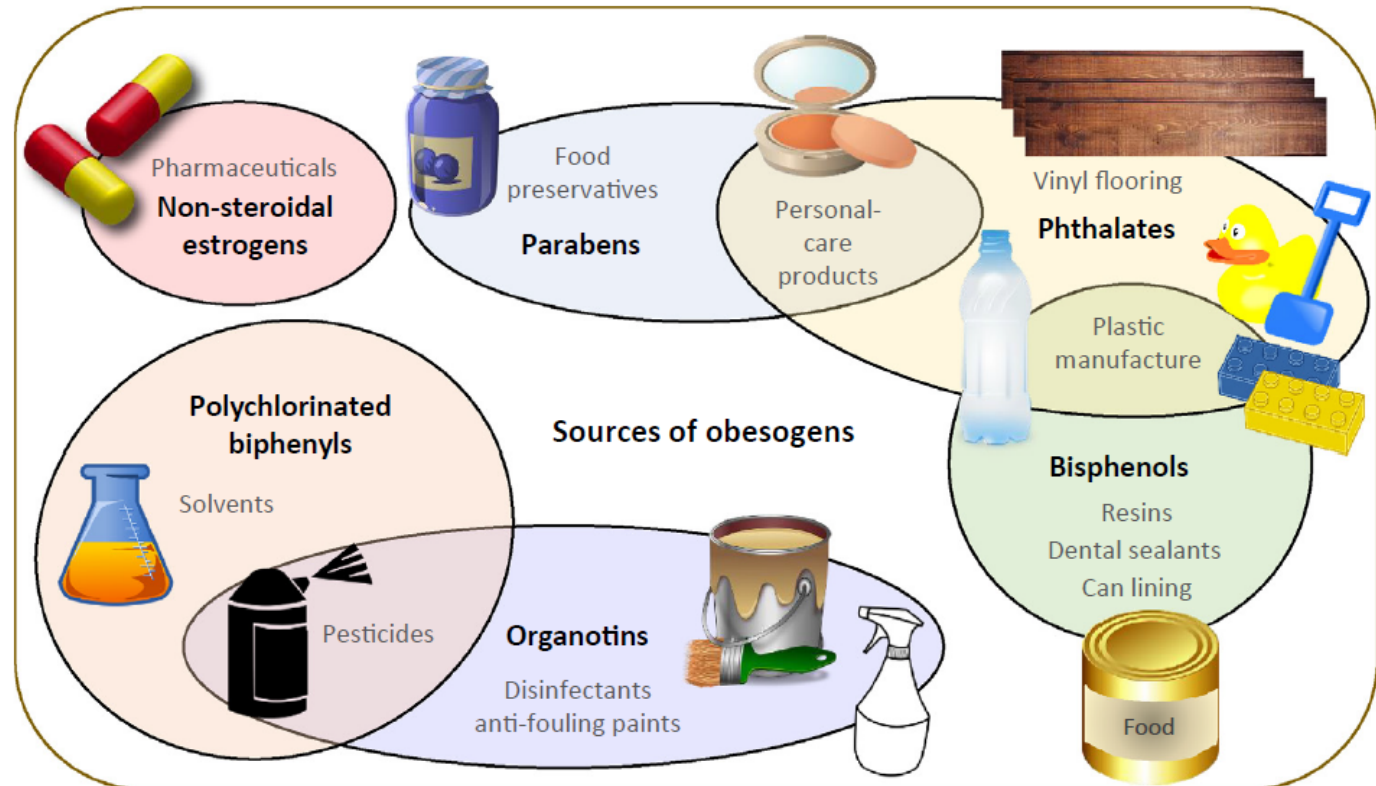 Pharmaceuticals
Non-steroidal
estrogens
Food
preservatives
Parabens
Personal-
care
products
Vinyl flooring
Phthalates
Plastic
manufacture
Polychlorinated
biphenyls
Solvents
Sources of obesogens
Bisphenols
Resins
Dental sealants
Can lining
Pesticides
Organotins
Disinfectants
anti-fouling paints
Food